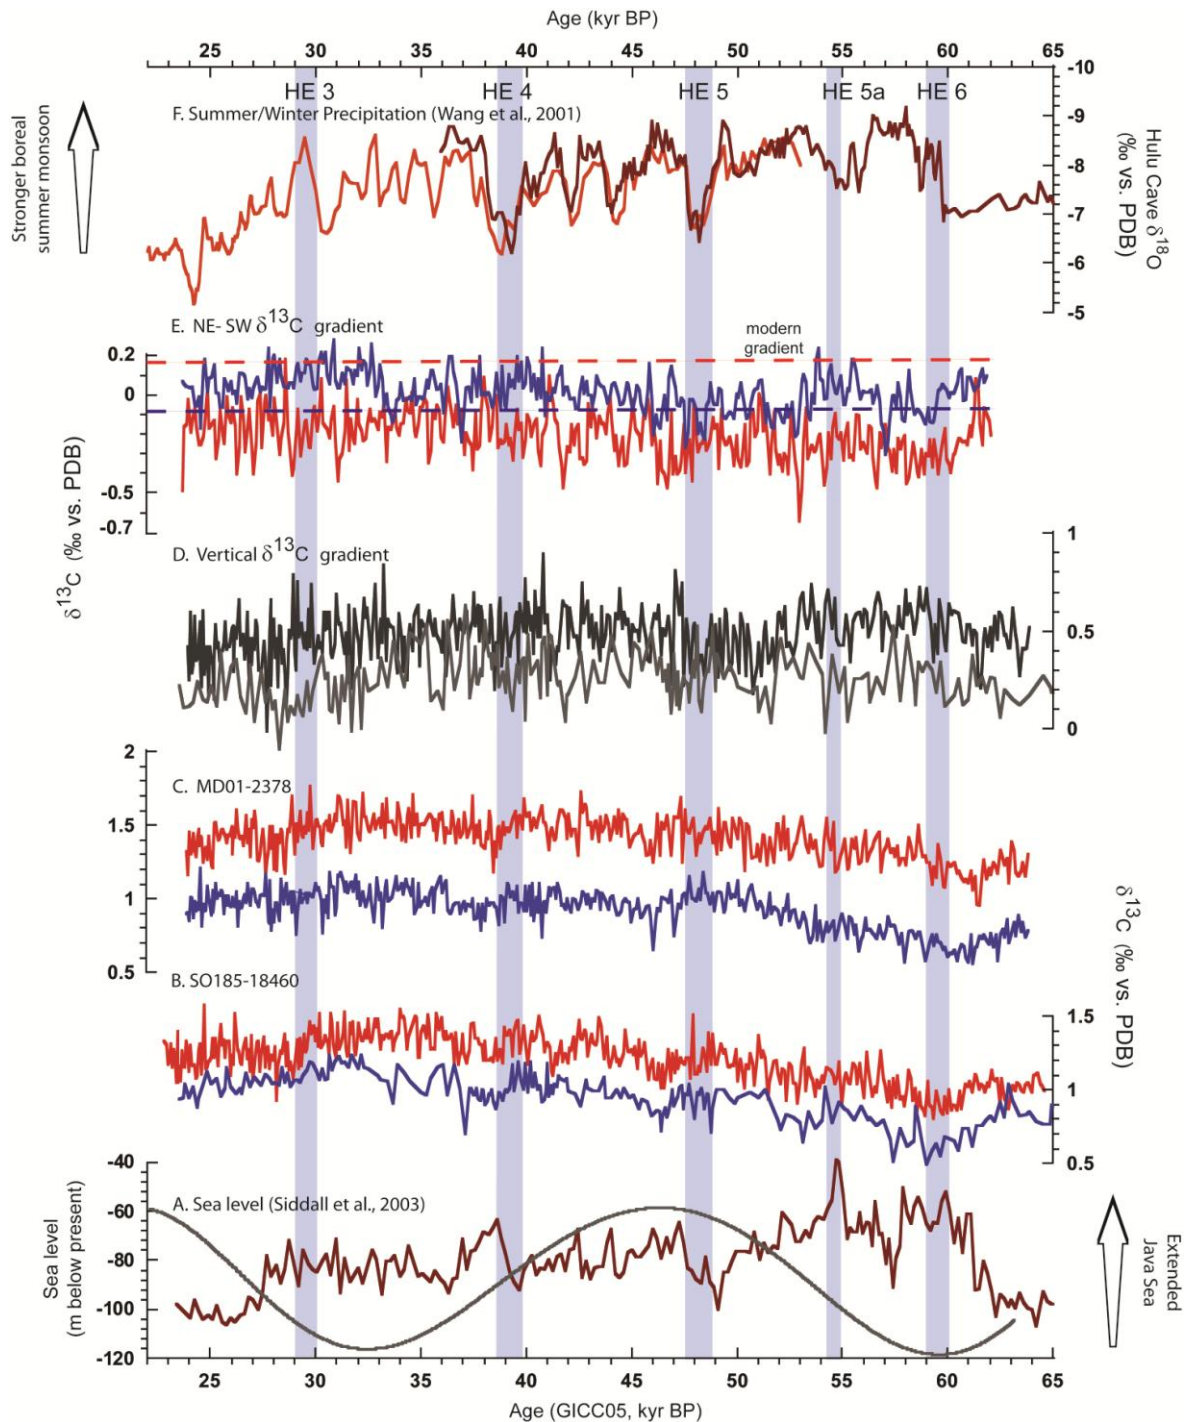 Age (kyr BP)
25 30 35 40 45 50 55 60 65
HE 3 HE 4 HE 5 HE 5a HE 6
F. Summer/Winter Precipitation (Wang et al., 2001)
Stronger boreal
summer monsoon
-10
-9
-8
-7
-6
-5
Hulu Cave δ18O
(‰ vs. PDB)
E. NE- SW δ13C gradient
modern
gradient
0.2
0
-0.5
-0.7
δ13C (‰ vs. PDB)
D. Vertical δ13C gradient
1
0.5
0
C. MD01-2378
2
1.5
1
0.5
B. SO185-18460
1.5
1
0.5
δ13C (‰ vs. PDB)
A. Sea level (Siddall et al., 2003)
-40
-60
-80
-100
-120
Sea level
(m below present)
Extended
Java Sea
25 30 35 40 45 50 55 60 65
Age (GICC05, kyr BP)